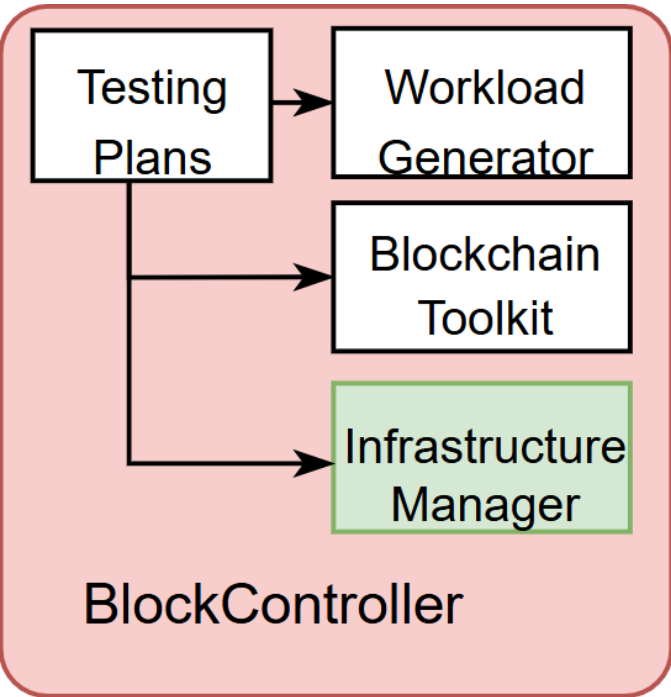 Testing
Plans
Workload
Generator
Blockchain
Toolkit
Infrastructure
Manager
BlockController